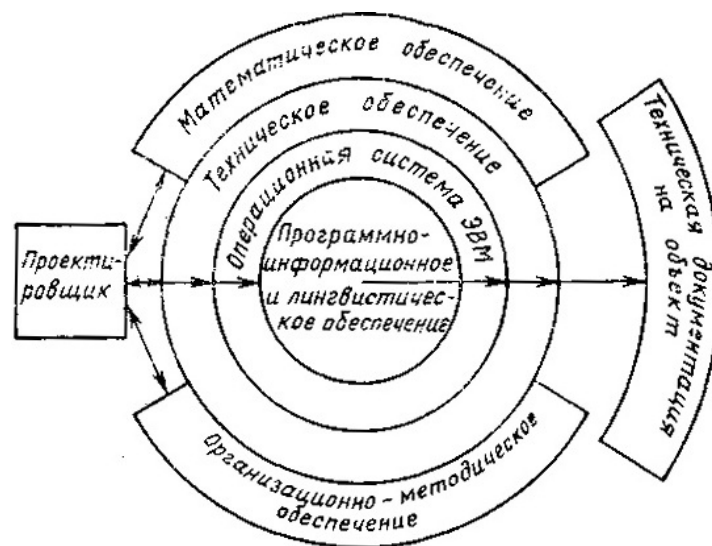 Математическое обеспечение
Техническое обеспечение
Операционная система ЭВМ
Проекти-
ровщик
Программно-
информационное
и лингвистичес-
кое обеспечение
Техническая документация
на объект
Организационно-методическое
обеспечение